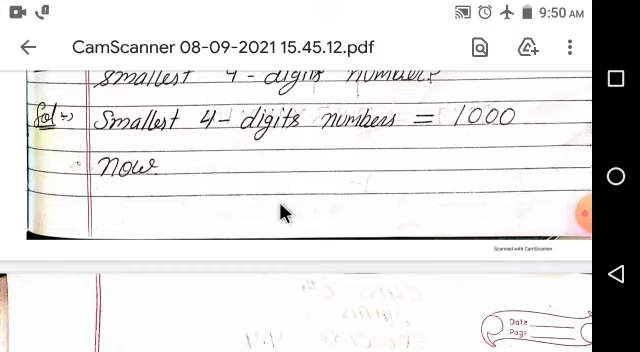 9:50 AM
CamScanner 08-09-2021 15.45.12.pdf
smallest 4-digits number?
Sol :-> Smallest 4-digits numbers = 1000
Now
Scanned with CamScanner
Date
Page